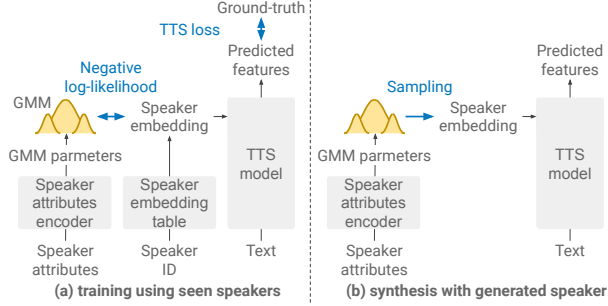 Ground-truth
TTS loss
Predicted
features
Negative
log-likelihood
GMM
Speaker
embedding
GMM parmeters
TTS
model
Speaker
attributes
encoder
Speaker
embedding
table
Speaker
attributes
Speaker
ID
Text
(a) training using seen speakers
Predicted
features
Sampling
Speaker
embedding
GMM parmeters
TTS
model
Speaker
attributes
encoder
Speaker
attributes
Text
(b) synthesis with generated speaker